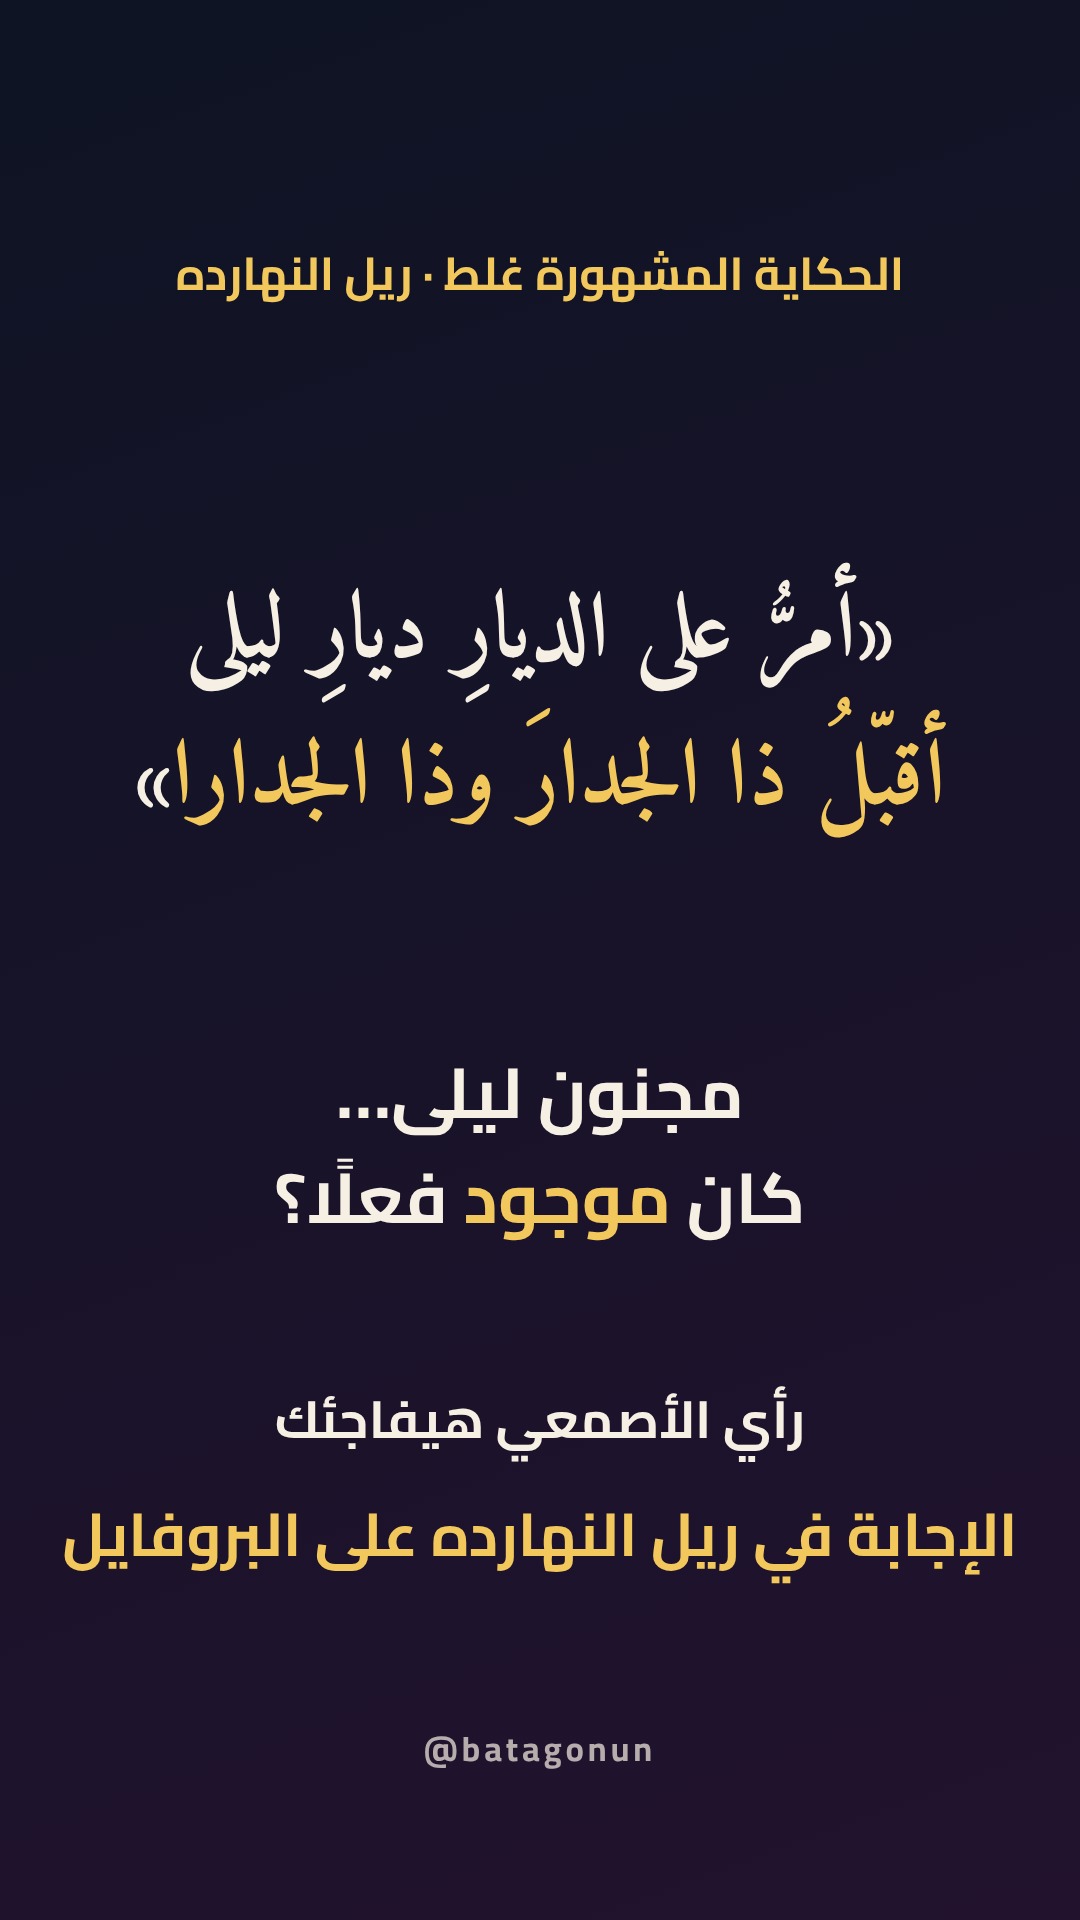 الحكاية المشهورة غلط · ريل النهارده
«أمرُّ على الديارِ ديارِ ليلى
أقبّلُ ذا الجدارَ وذا الجدارا»
مجنون ليلى...
كان موجود فعلًا؟
رأي الأصمعي هيفاجئك
الإجابة في ريل النهارده على البروفايل
@batagonun